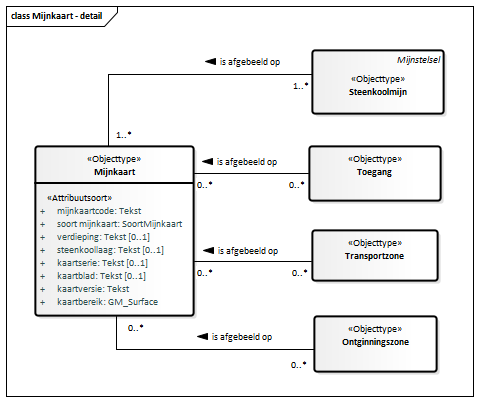 class Mijnkaart - detail
Mijnstelsel
«Objecttype»
Steenkoolmijn
is afgebeeld op
1..*
1..*
«Objecttype»
Mijnkaart
«Attribuutsoort»
+ mijnkaartcode: Tekst
+ soort mijnkaart: SoortMijnkaart
+ verdieping: Tekst [0..1]
+ steenkoollaag: Tekst [0..1]
+ kaartserie: Tekst [0..1]
+ kaartblad: Tekst [0..1]
+ kaartversie: Tekst
+ kaartbereik: GM_Surface
is afgebeeld op
0..*
0..*
«Objecttype»
Toegang
is afgebeeld op
0..*
0..*
«Objecttype»
Transportzone
0..*
is afgebeeld op
0..*
«Objecttype»
Ontginningszone